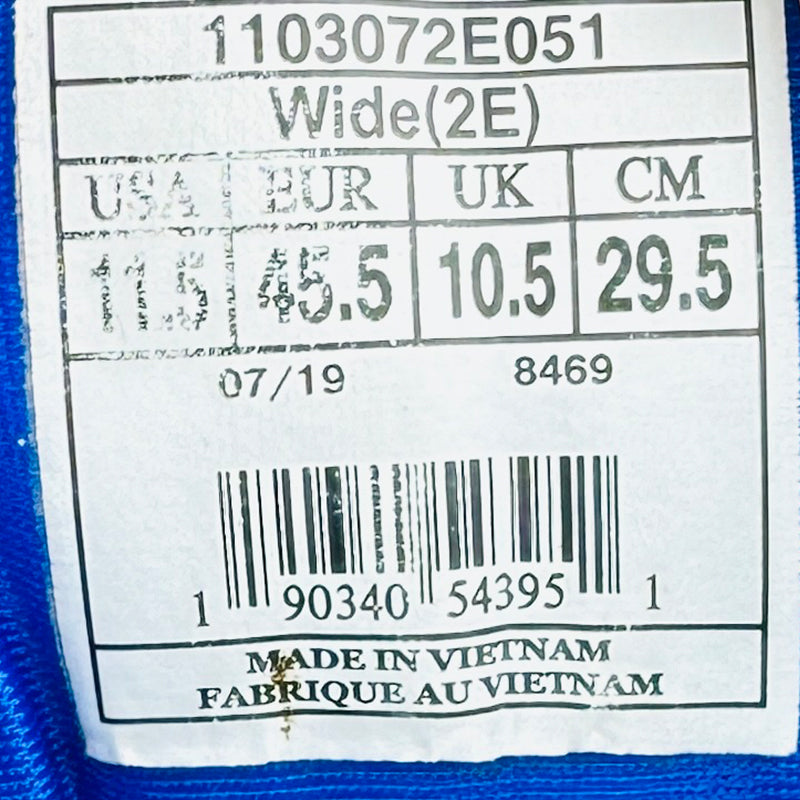 1103072E051
Wide(2E)
USA EUR UK CM
45.5 10.5 29.5
07/19 8469
1 90340 54395 1
MADE IN VIETNAM
FABRIQUE AU VIETNAM